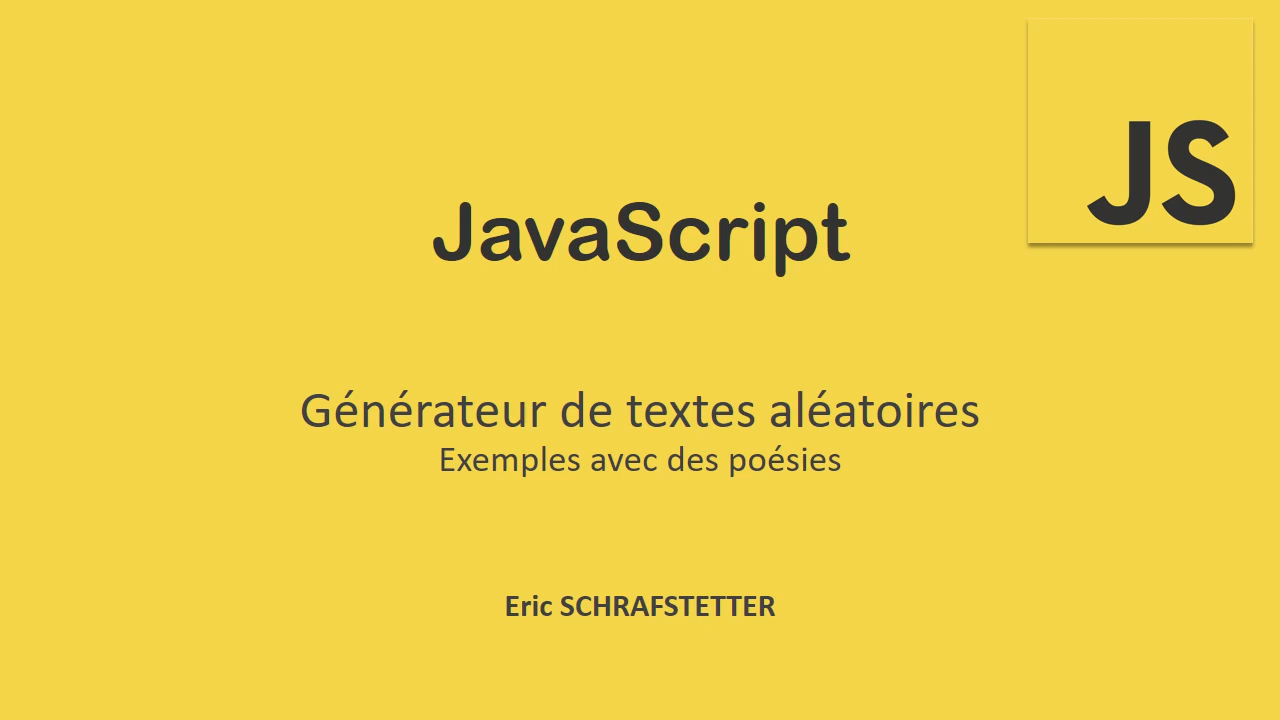 JS
JavaScript
Générateur de textes aléatoires
Exemples avec des poésies
Eric SCHRAFSTETTER